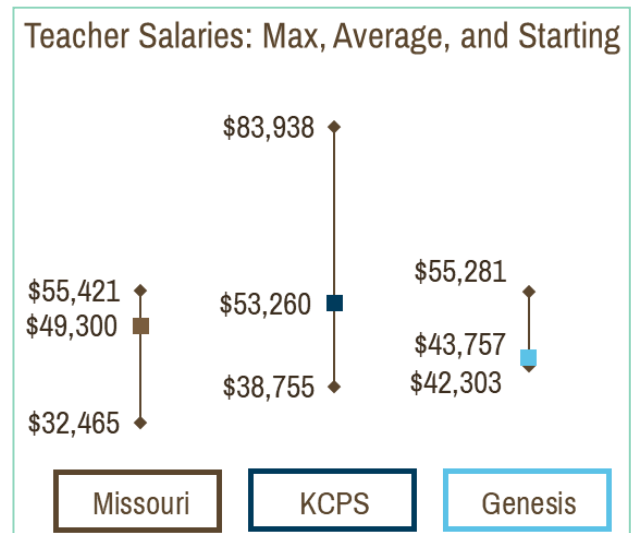 Teacher Salaries: Max, Average, and Starting
$83,938
$55,421
$49,300
$32,465
$53,260
$38,755
$55,281
$43,757
$42,303
Missouri
KCPS
Genesis